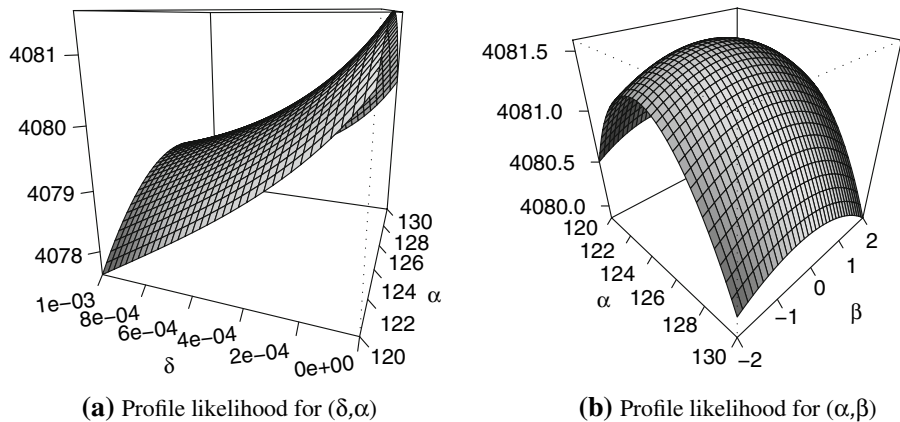 4081
4080
4079
4078
1e−03
8e−04
6e−04
4e−04
2e−04
0e+00
δ
130
128
126
124
122
120
α
(a) Profile likelihood for (δ,α)
4081.5
4081.0
4080.5
4080.0
120
122
124
126
128
130
α
2
1
0
−1
−2
β
(b) Profile likelihood for (α,β)